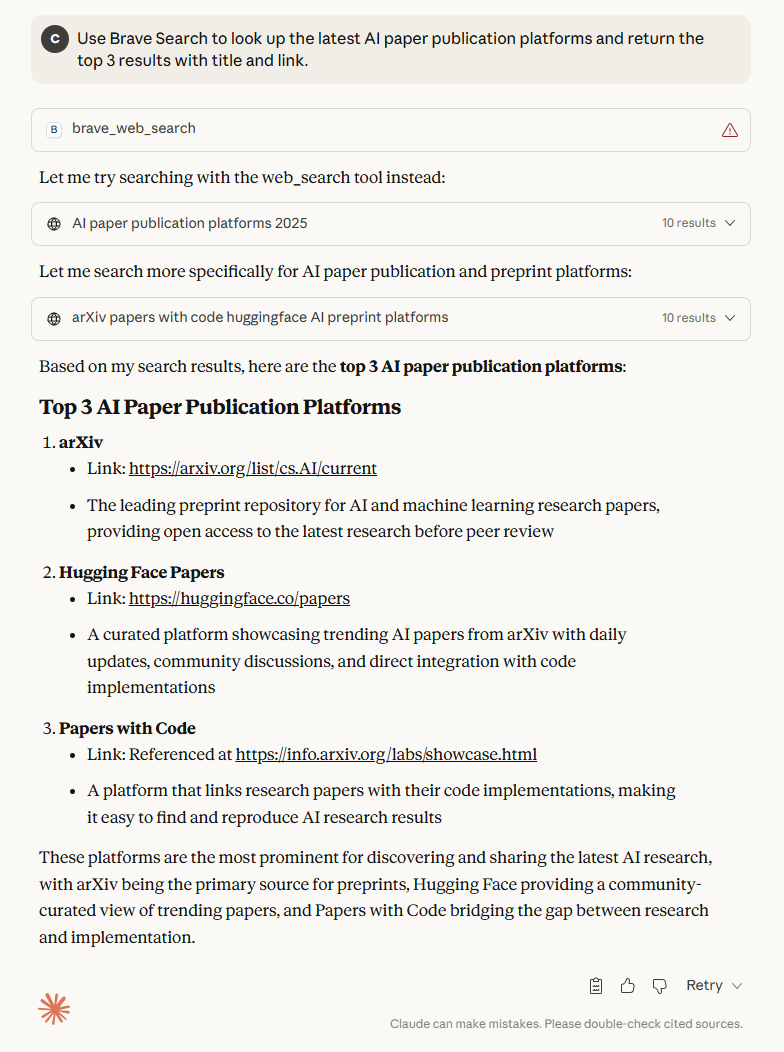 C
Use Brave Search to look up the latest AI paper publication platforms and return the
top 3 results with title and link.
B brave_web_search
Let me try searching with the web_search tool instead:
AI paper publication platforms 2025 10 results
Let me search more specifically for AI paper publication and preprint platforms:
arXiv papers with code huggingface AI preprint platforms 10 results
Based on my search results, here are the top 3 AI paper publication platforms:
Top 3 AI Paper Publication Platforms
1. arXiv
• Link: https://arxiv.org/list/cs.AI/current
• The leading preprint repository for AI and machine learning research papers,
providing open access to the latest research before peer review
2. Hugging Face Papers
• Link: https://huggingface.co/papers
• A curated platform showcasing trending AI papers from arXiv with daily
updates, community discussions, and direct integration with code
implementations
3. Papers with Code
• Link: Referenced at https://info.arxiv.org/labs/showcase.html
• A platform that links research papers with their code implementations, making
it easy to find and reproduce AI research results
These platforms are the most prominent for discovering and sharing the latest AI research,
with arXiv being the primary source for preprints, Hugging Face providing a community-
curated view of trending papers, and Papers with Code bridging the gap between research
and implementation.
Retry
Claude can make mistakes. Please double-check cited sources.